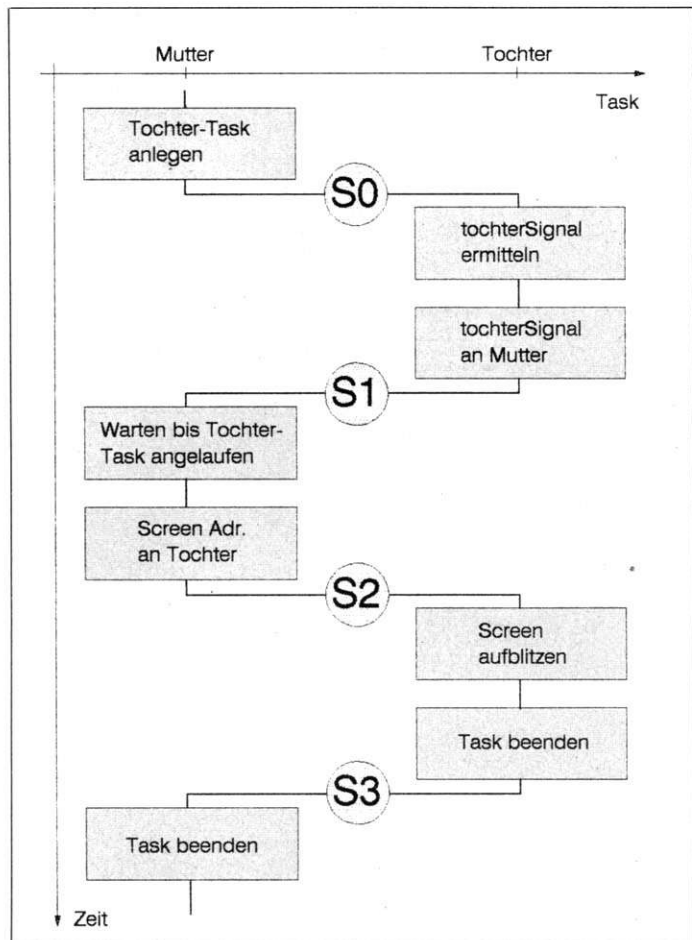 Mutter
Tochter
Task
Tochter-Task
anlegen
S0
tochterSignal
ermitteln
tochterSignal
an Mutter
S1
Warten bis Tochter-
Task angelaufen
Screen Adr.
an Tochter
S2
Screen
aufblitzen
Task beenden
S3
Task beenden
Zeit